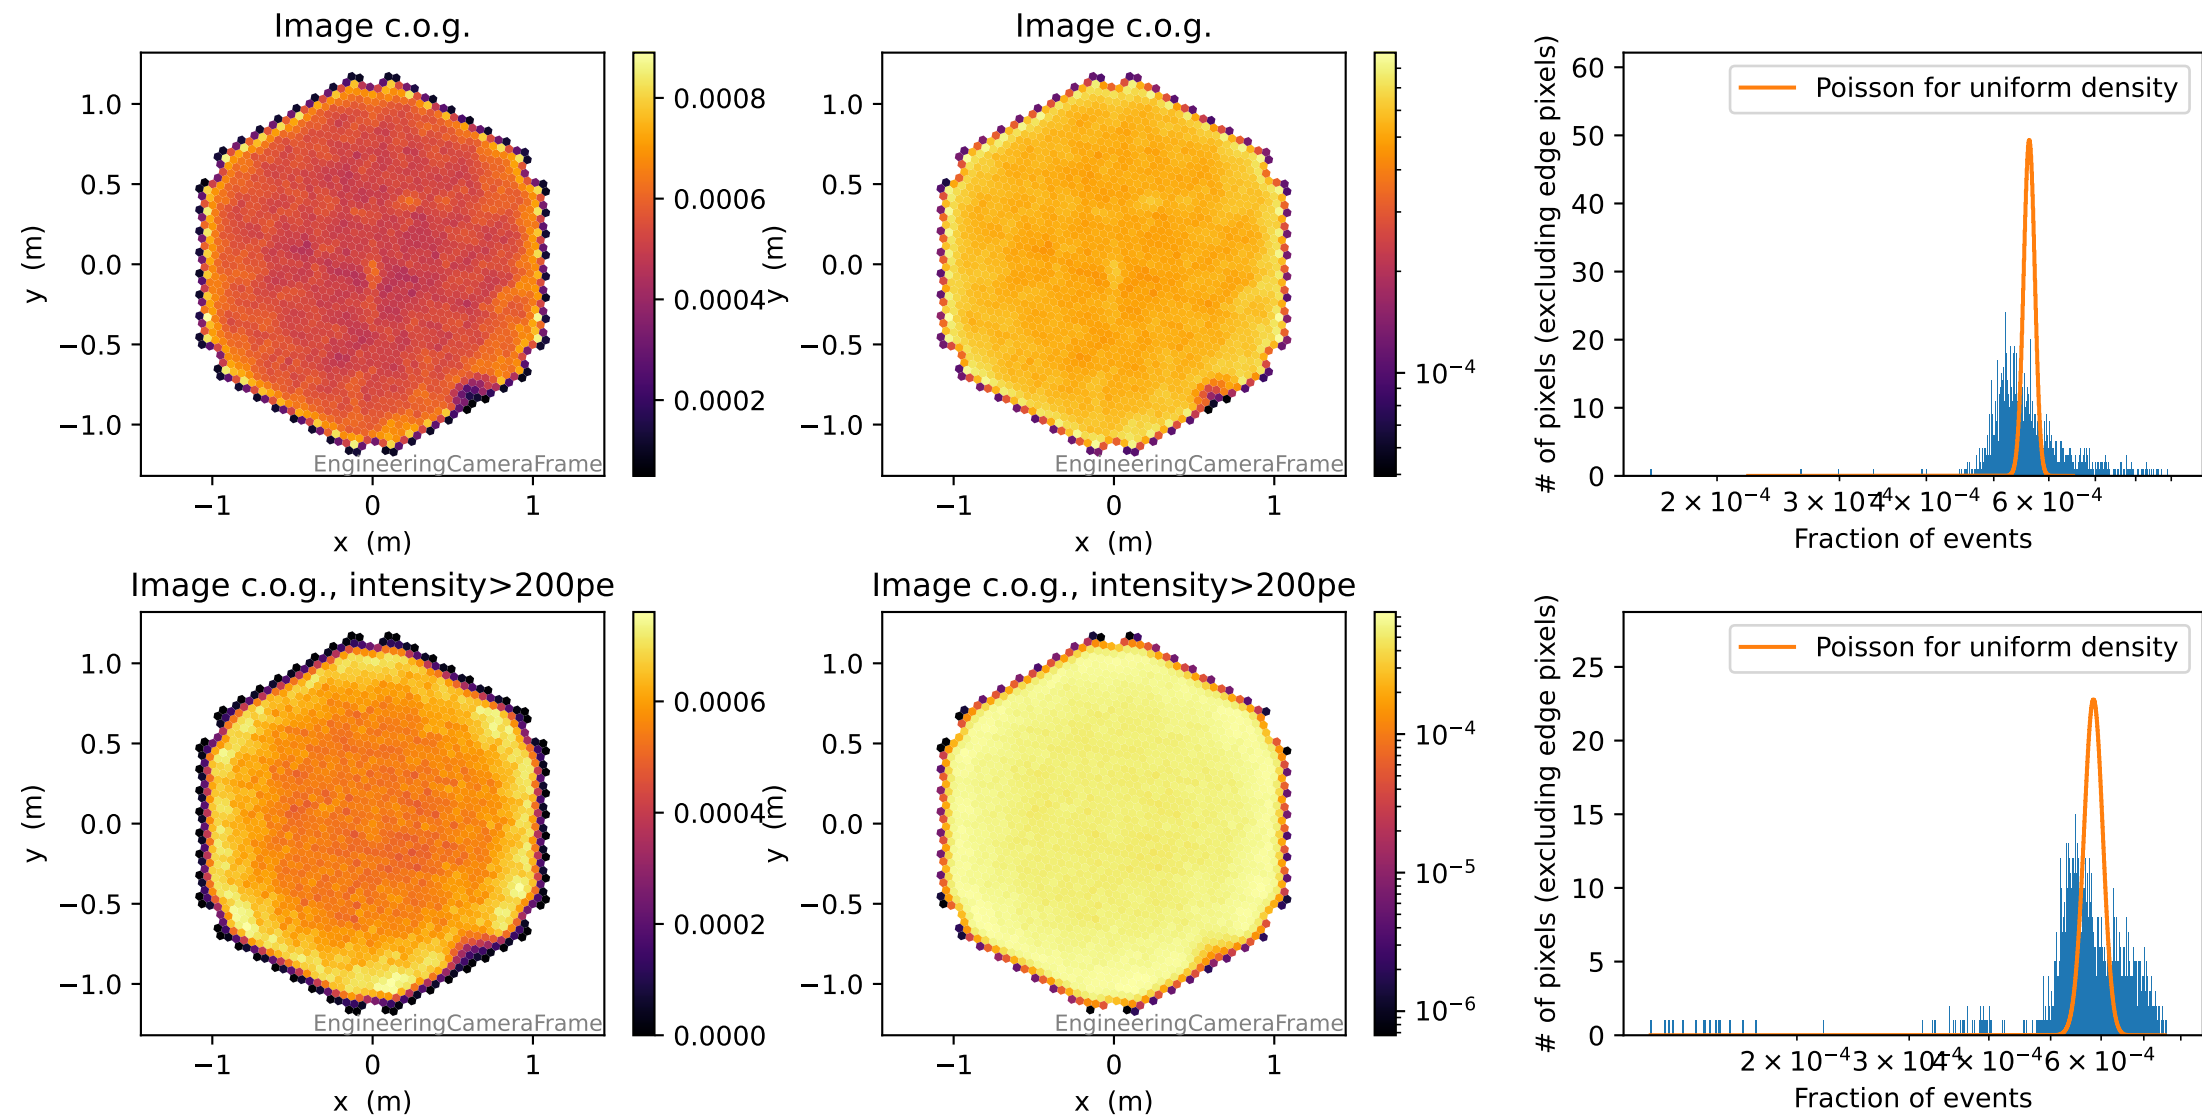 Image c.o.g.
y (m)
1.0
0.5
0.0
−0.5
−1.0
−1
0
1
x (m)
EngineeringCameraFrame
0.0008
0.0006
0.0004
0.0002
Image c.o.g.
y (m)
1.0
0.5
0.0
−0.5
−1.0
−1
0
1
x (m)
EngineeringCameraFrame
10⁻⁴
# of pixels (excluding edge pixels)
60
50
40
30
20
10
0
Poisson for uniform density
2 × 10⁻⁴
3 × 10⁻⁴
4 × 10⁻⁴
6 × 10⁻⁴
Fraction of events
Image c.o.g., intensity>200pe
y (m)
1.0
0.5
0.0
−0.5
−1.0
−1
0
1
x (m)
EngineeringCameraFrame
0.0006
0.0004
0.0002
0.0000
Image c.o.g., intensity>200pe
y (m)
1.0
0.5
0.0
−0.5
−1.0
−1
0
1
x (m)
EngineeringCameraFrame
10⁻⁴
10⁻⁵
10⁻⁶
# of pixels (excluding edge pixels)
25
20
15
10
5
0
Poisson for uniform density
2 × 10⁻⁴
3 × 10⁻⁴
4 × 10⁻⁴
6 × 10⁻⁴
Fraction of events